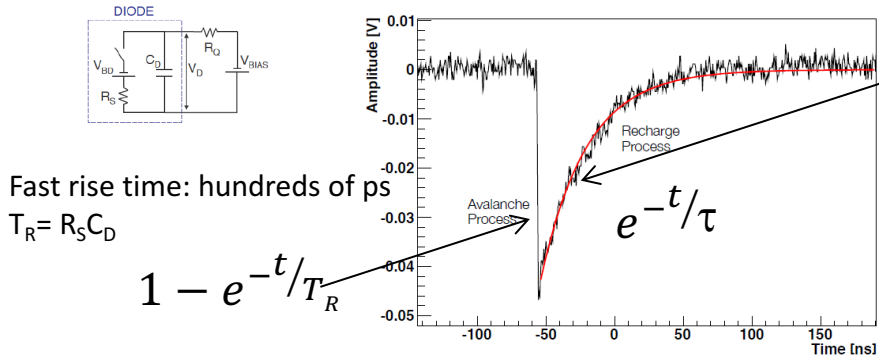 DIODE
R_Q
V_BD
C_D
V_D
V_BIAS
R_S
Fast rise time: hundreds of ps
T_R= R_SC_D
1 − e^{−t/T_R}
Amplitude [V]
0.01
0
-0.01
-0.02
-0.03
-0.04
-0.05
Recharge
Process
Avalanche
Process
e^{−t/τ}
-100
-50
0
50
100
150
Time [ns]